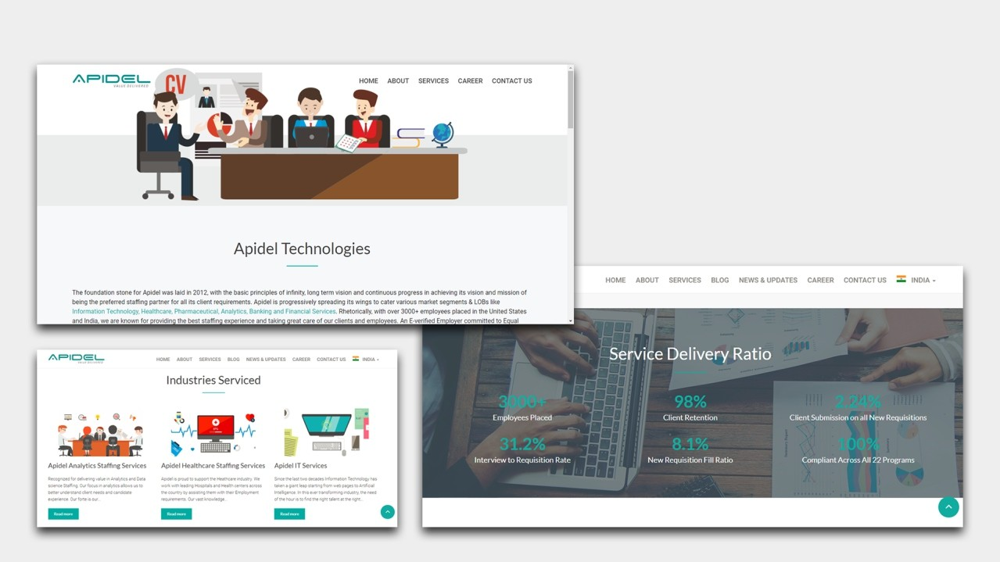 APIDEL
VALUE DELIVERED
CV
HOME ABOUT SERVICES CAREER CONTACT US
Apidel Technologies
The foundation stone for Apidel was laid in 2012, with the basic principles of infinity, long term vision and continuous progress in achieving its vision and mission of
being the preferred staffing partner for all its client requirements. Apidel is progressively spreading its wings to cater various market segments & LOBs like
Information Technology, Healthcare, Pharmaceutical, Analytics, Banking and Financial Services. Rhetorically, with over 3000+ employees placed in the United States
and India, we are known for providing the best staffing experience and taking great care of our clients and employees. An E-verified Employer committed to Equal
HOME ABOUT SERVICES BLOG NEWS & UPDATES CAREER CONTACT US INDIA
Service Delivery Ratio
3000+ 98% 2.24%
Employees Placed Client Retention Client Submission on all New Requisitions
31.2% 8.1% 100%
Interview to Requisition Rate New Requisition Fill Ratio Compliant Across All 22 Programs
APIDEL
VALUE DELIVERED
HOME ABOUT SERVICES BLOG NEWS & UPDATES CAREER CONTACT US INDIA
Industries Serviced
Apidel Analytics Staffing Services
Recognized for delivering value in Analytics and Data
science Staffing. Our focus in analytics allows us to
better understand client needs and candidate
experience. Our forte is our...
Read more
Apidel Healthcare Staffing Services
Apidel is proud to support the Healthcare industry. We
work with leading Hospitals and Health centers across
the country by assisting them with their Employment
requirements. Our vast knowledge...
Read more
Apidel IT Services
Since the last two decades Information Technology has
taken a giant leap starting from web pages to Artificial
Intelligence. In this ever transforming industry, the need
of the hour is to find the right talent at the right...
Read more